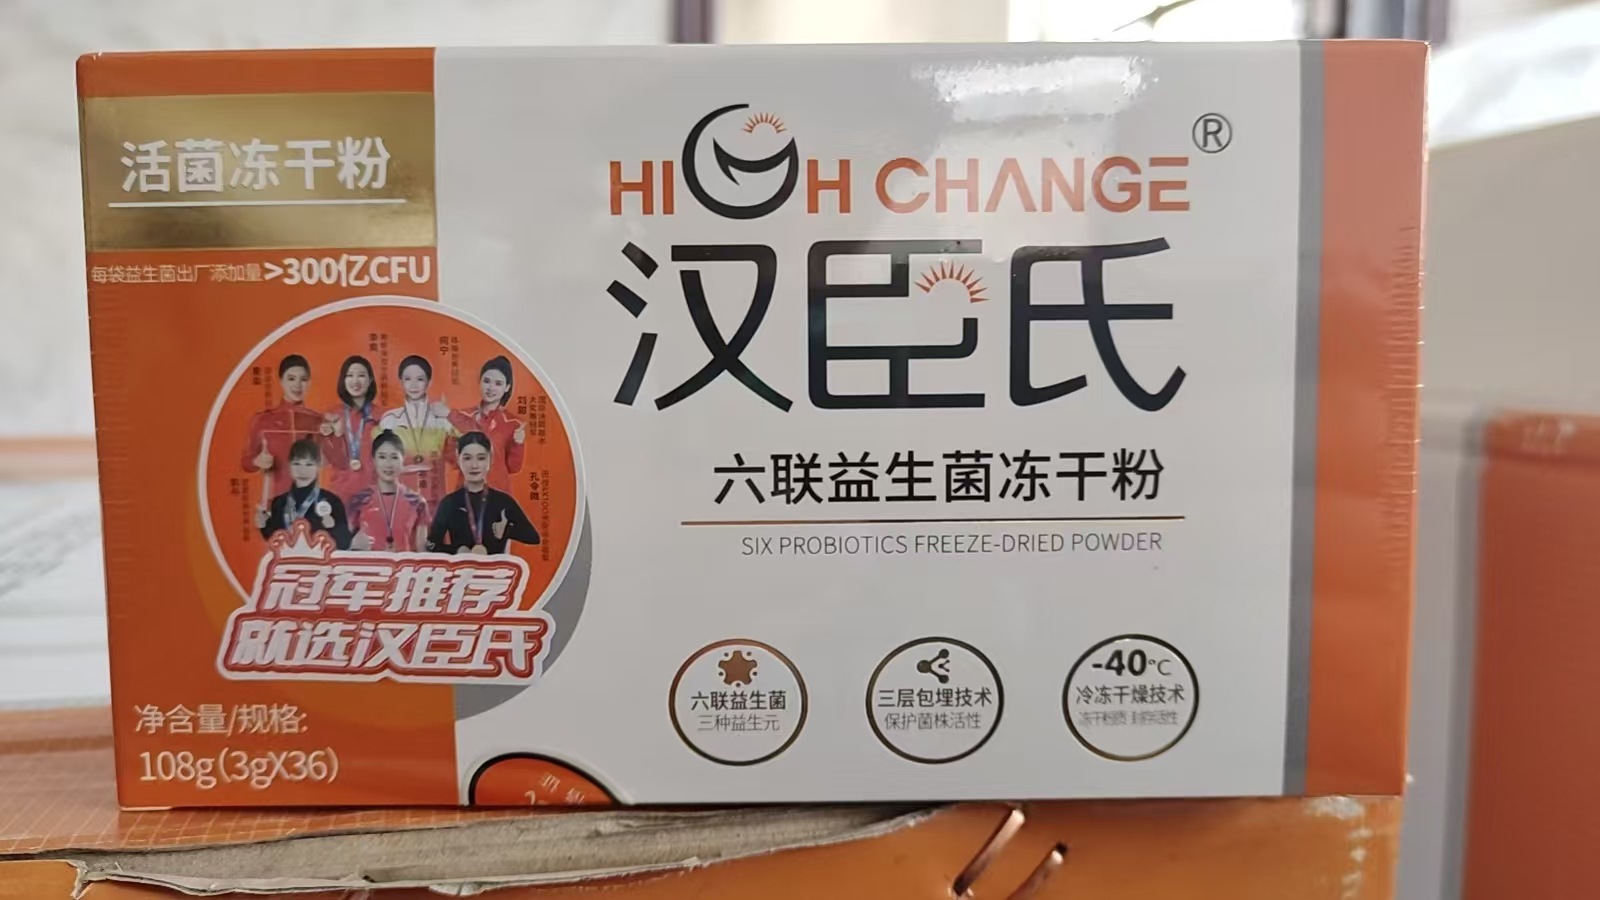 活菌冻干粉
每袋益生菌出厂添加量>300亿CFU
冠军推荐
就选汉臣氏
净含量/规格:
108g(3gX36)
HIGH CHANGE®
汉臣氏
六联益生菌冻干粉
SIX PROBIOTICS FREEZE-DRIED POWDER
六联益生菌
三种益生元
三层包埋技术
保护菌株活性
-40°C
冷冻干燥技术